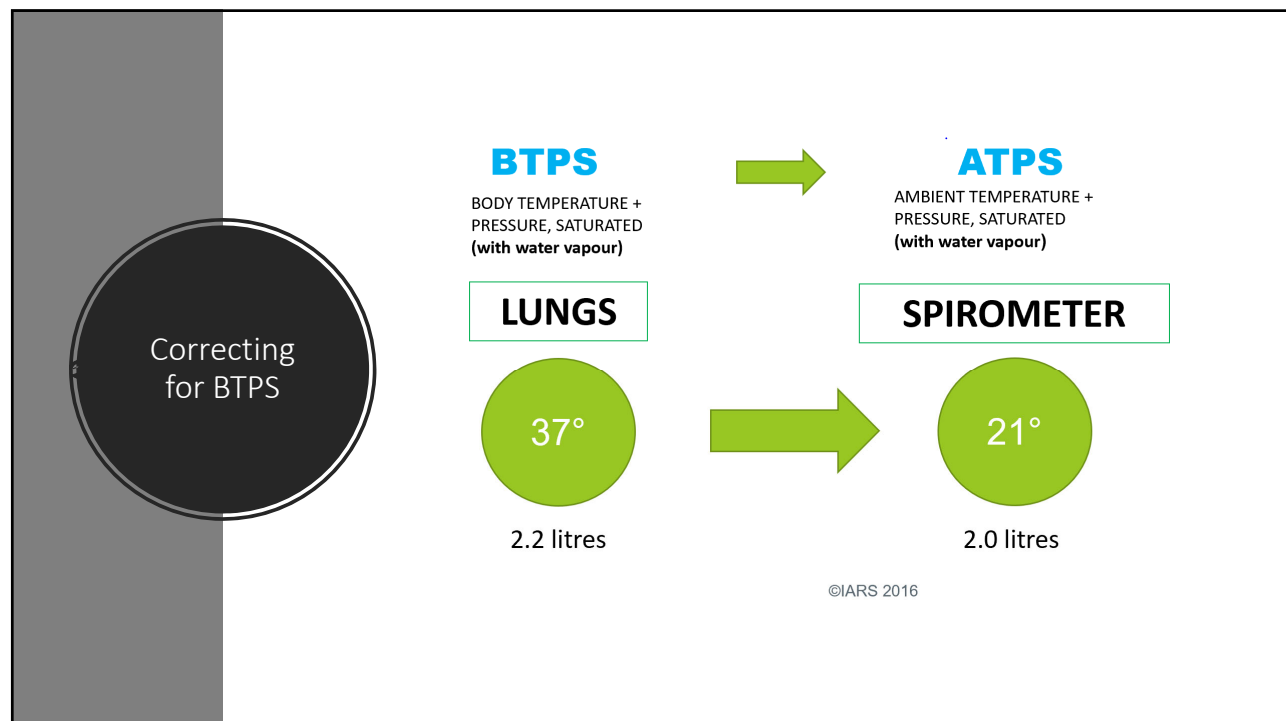 Correcting
for BTPS
BTPS
BODY TEMPERATURE +
PRESSURE, SATURATED
(with water vapour)
LUNGS
37°
2.2 litres
ATPS
AMBIENT TEMPERATURE +
PRESSURE, SATURATED
(with water vapour)
SPIROMETER
21°
2.0 litres
©IARS 2016